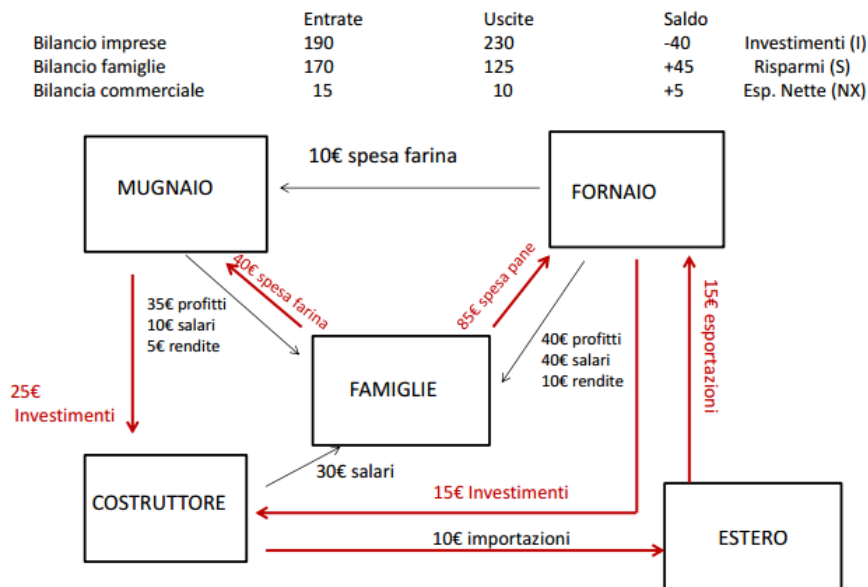 Entrate Uscite Saldo
Bilancio imprese 190 230 -40 Investimenti (I)
Bilancio famiglie 170 125 +45 Risparmi (S)
Bilancia commerciale 15 10 +5 Esp. Nette (NX)
10€ spesa farina
MUGNAIO
FORNAIO
40€ spesa farina
85€ spesa pane
15€ esportazioni
35€ profitti
10€ salari
5€ rendite
40€ profitti
40€ salari
10€ rendite
FAMIGLIE
25€
Investimenti
30€ salari
COSTRUTTORE
15€ Investimenti
10€ importazioni
ESTERO